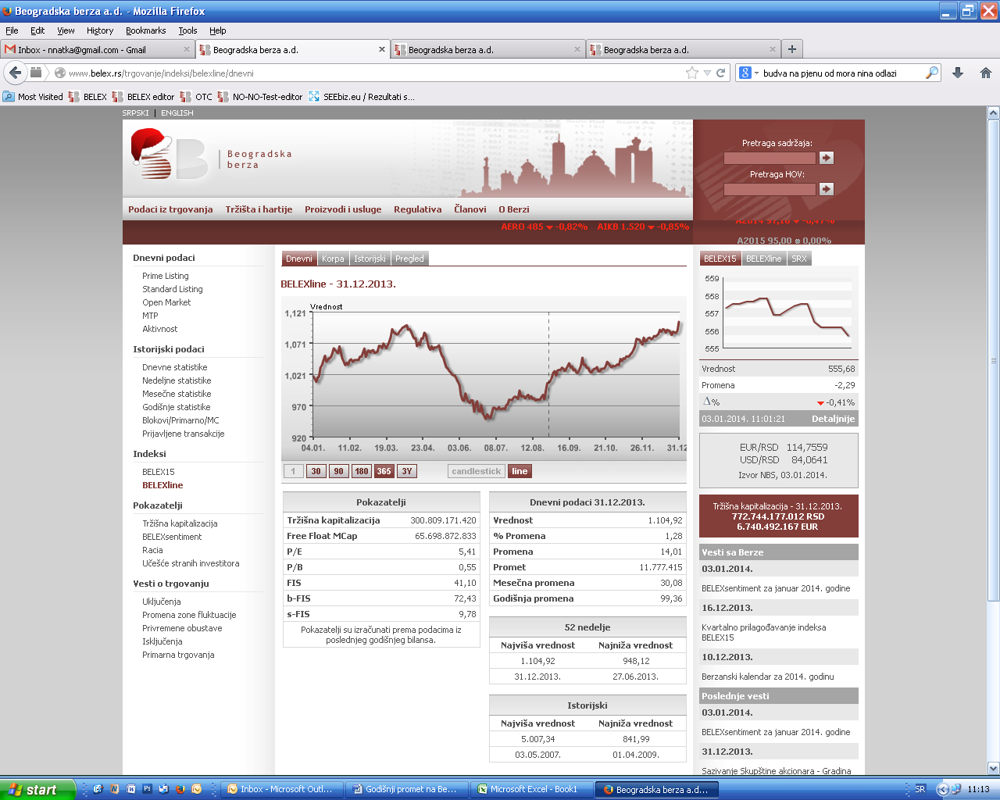 Beogradska berza a.d. - Mozilla Firefox
File Edit View History Bookmarks Tools Help
Inbox - nnatka@gmail.com - Gmail
Beogradska berza a.d.
Beogradska berza a.d.
Beogradska berza a.d.
www.belex.rs/trgovanje/indeksi/belexline/dnevni
budva na pjenu od mora nina odlazi
Most Visited BELEX BELEX editor OTC NO-NO-Test-editor SEEbiz.eu / Rezultati s...
SRPSKI | ENGLISH
Beogradska
berza
Pretraga sadržaja:
Pretraga HOV:
Podaci iz trgovanja Tržišta i hartije Proizvodi i usluge Regulativa Članovi O Berzi
AERO 485 -0,82% AIKB 1.520 -0,85%
A2014 97,10 -0,47%
A2015 95,00 0,00%
Dnevni podaci
Prime Listing
Standard Listing
Open Market
MTP
Aktivnost
Istorijski podaci
Dnevne statistike
Nedeljne statistike
Mesečne statistike
Godišnje statistike
Blokovi/Primarno/MC
Prijavljene transakcije
Indeksi
BELEX15
BELEXline
Pokazatelji
Tržišna kapitalizacija
BELEXsentiment
Racia
Učešće stranih investitora
Vesti o trgovanju
Uključenja
Promena zone fluktuacije
Privremene obustave
Isključenja
Primarna trgovanja
Dnevni Korpa Istorijski Pregled
BELEXline - 31.12.2013.
Vrednost
1,121
1,071
1,021
970
920
04.01. 11.02. 19.03. 23.04. 03.06. 08.07. 12.08. 16.09. 21.10. 26.11. 31.12
1 30 90 180 365 3Y candlestick line
Pokazatelji
Tržišna kapitalizacija 300.809.171.420
Free Float MCap 65.698.872.833
P/E 5,41
P/B 0,55
FIS 41,10
b-FIS 72,43
s-FIS 9,78
Pokazatelji su izračunati prema podacima iz
poslednjeg godišnjeg bilansa.
Dnevni podaci 31.12.2013.
Vrednost 1.104,92
% Promena 1,28
Promena 14,01
Promet 11.777.415
Mesečna promena 30,08
Godišnja promena 99,36
52 nedelje
Najviša vrednost Najniža vrednost
1.104,92 948,12
31.12.2013. 27.06.2013.
Istorijski
Najviša vrednost Najniža vrednost
5.007,34 841,99
03.05.2007. 01.04.2009.
BELEX15 BELEXline SRX
559
558
557
556
555
Vrednost 555,68
Promena -2,29
Δ% -0,41%
03.01.2014. 11:01:21 Detaljnije
EUR/RSD 114,7559
USD/RSD 84,0641
Izvor NBS, 03.01.2014.
Tržišna kapitalizacija - 31.12.2013.
772.744.177.012 RSD
6.740.492.167 EUR
Vesti sa Berze
03.01.2014.
BELEXsentiment za januar 2014. godine
16.12.2013.
Kvartalno prilagođavanje indeksa
BELEX15
10.12.2013.
Berzanski kalendar za 2014. godinu
Poslednje vesti
03.01.2014.
BELEXsentiment za januar 2014. godine
31.12.2013.
Sazivanje Skupštine akcionara - Gradina
start
Inbox - Microsoft Outl... Godišnji promet na Be... Microsoft Excel - Book1 Beogradska berza a.d...
SR 11:13